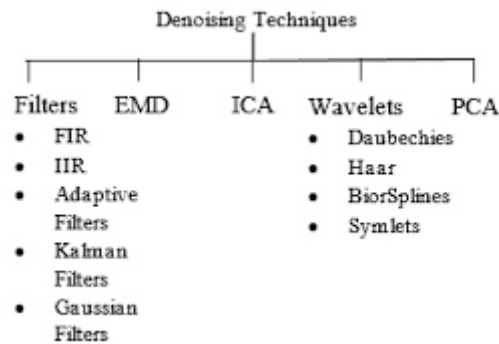 Denoising Techniques
Filters EMD ICA Wavelets PCA
• FIR
• IIR
• Adaptive
Filters
• Kalman
Filters
• Gaussian
Filters
• Daubechies
• Haar
• BiorSplines
• Symlets